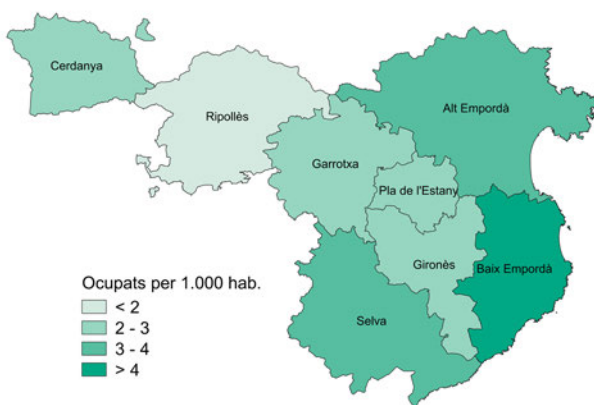 Cerdanya
Ripollès
Alt Empordà
Garrotxa
Pla de l'Estany
Gironès
Baix Empordà
Selva
Ocupats per 1.000 hab.
< 2
2 - 3
3 - 4
> 4